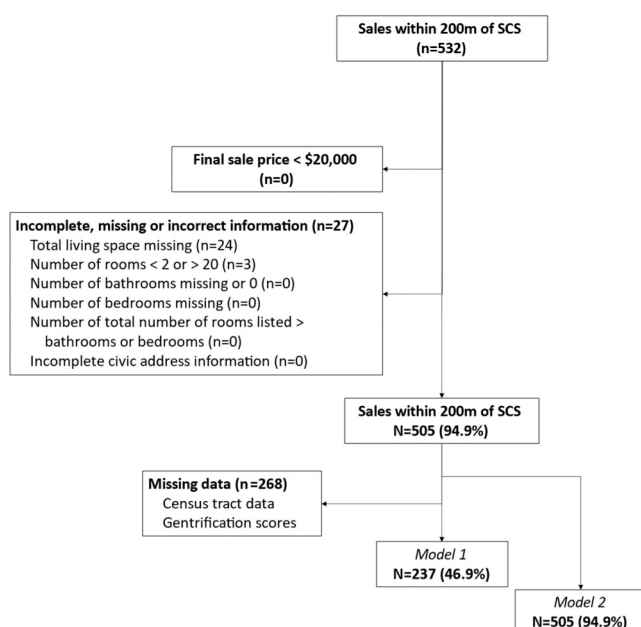 Sales within 200m of SCS
(n=532)
Final sale price < $20,000
(n=0)
Incomplete, missing or incorrect information (n=27)
Total living space missing (n=24)
Number of rooms < 2 or > 20 (n=3)
Number of bathrooms missing or 0 (n=0)
Number of bedrooms missing (n=0)
Number of total number of rooms listed >
bathrooms or bedrooms (n=0)
Incomplete civic address information (n=0)
Sales within 200m of SCS
N=505 (94.9%)
Missing data (n=268)
Census tract data
Gentrification scores
Model 1
N=237 (46.9%)
Model 2
N=505 (94.9%)